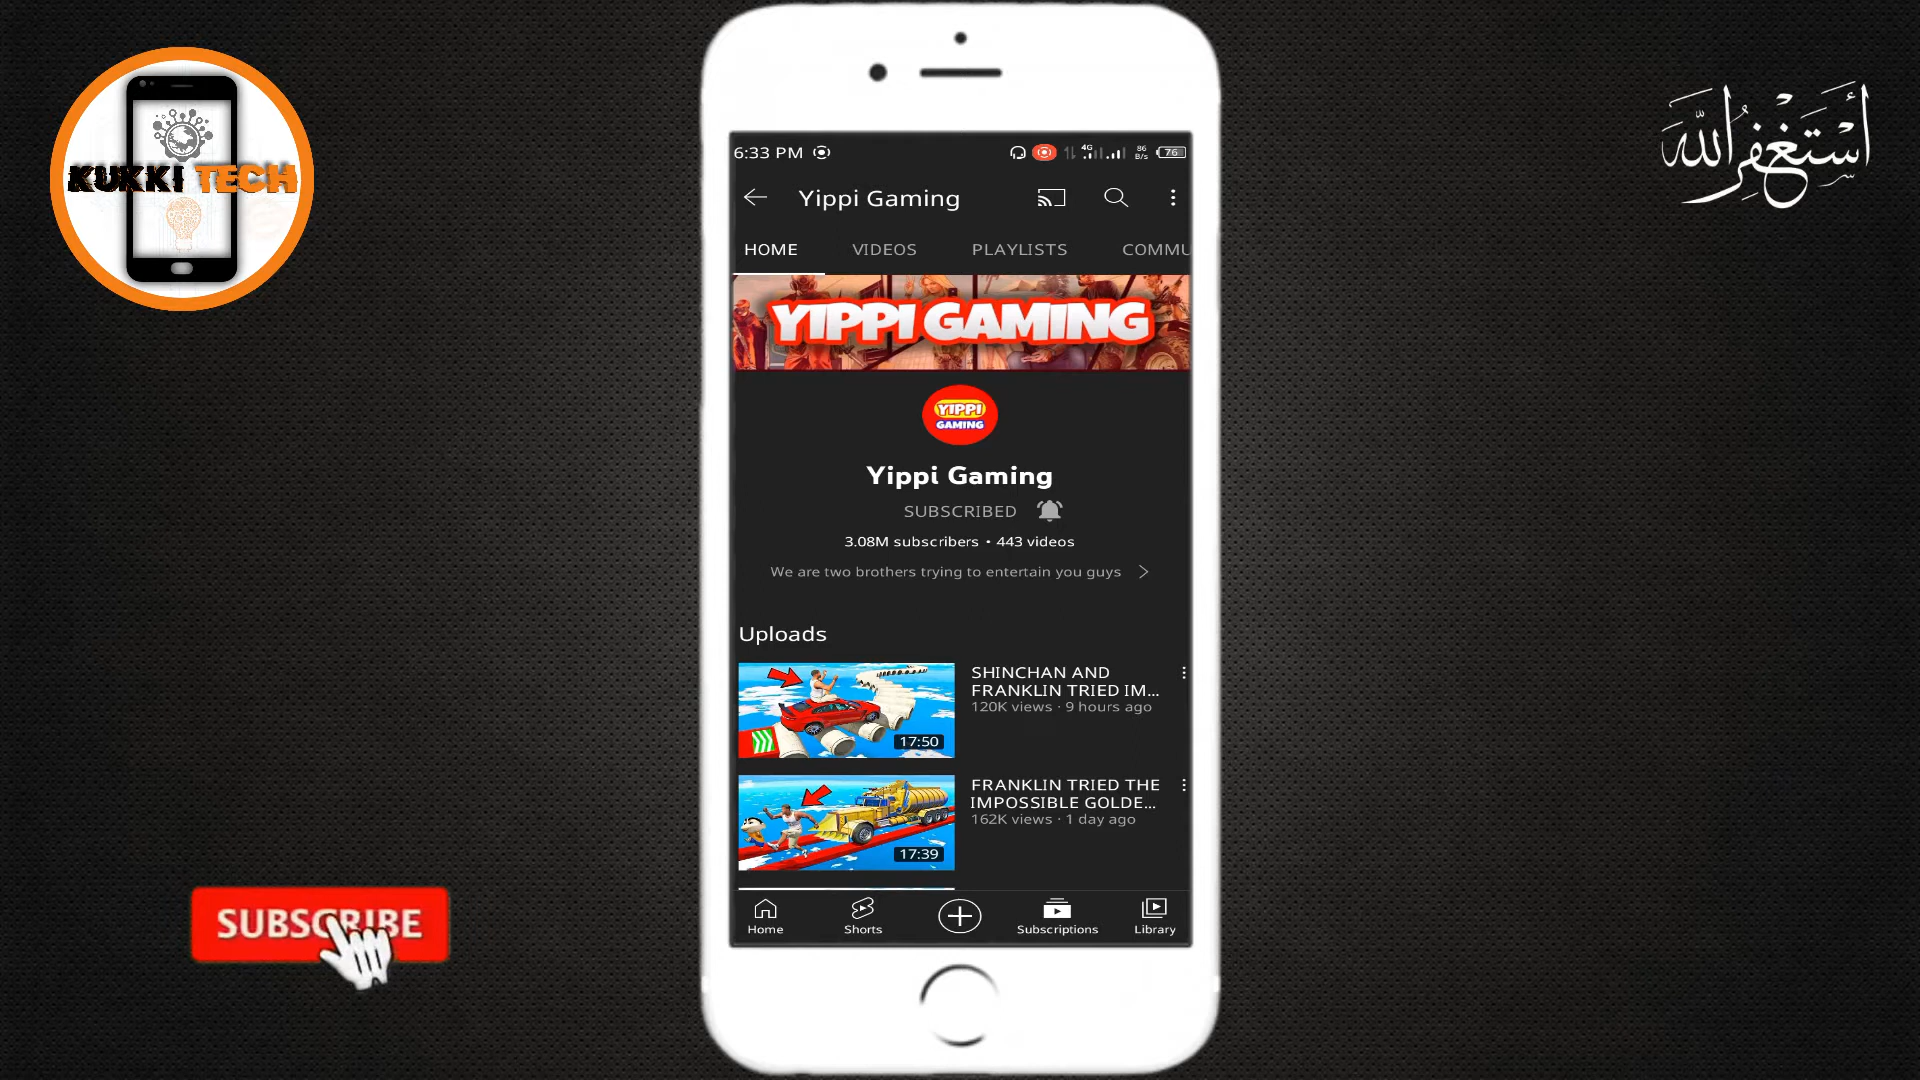 KUKKI TECH
أستغفر الله
6:33 PM
4G
86
B/s
76
Yippi Gaming
HOME VIDEOS PLAYLISTS COMMU
YIPPI GAMING
YIPPI
GAMING
Yippi Gaming
SUBSCRIBED
3.08M subscribers • 443 videos
We are two brothers trying to entertain you guys
Uploads
SHINCHAN AND
FRANKLIN TRIED IM...
120K views · 9 hours ago
17:50
FRANKLIN TRIED THE
IMPOSSIBLE GOLDE...
162K views · 1 day ago
17:39
Home Shorts Subscriptions Library
SUBSCRIBE